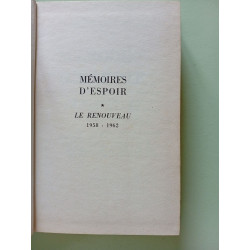 MÉMOIRES
D'ESPOIR
*
LE RENOUVEAU
1958 - 1962